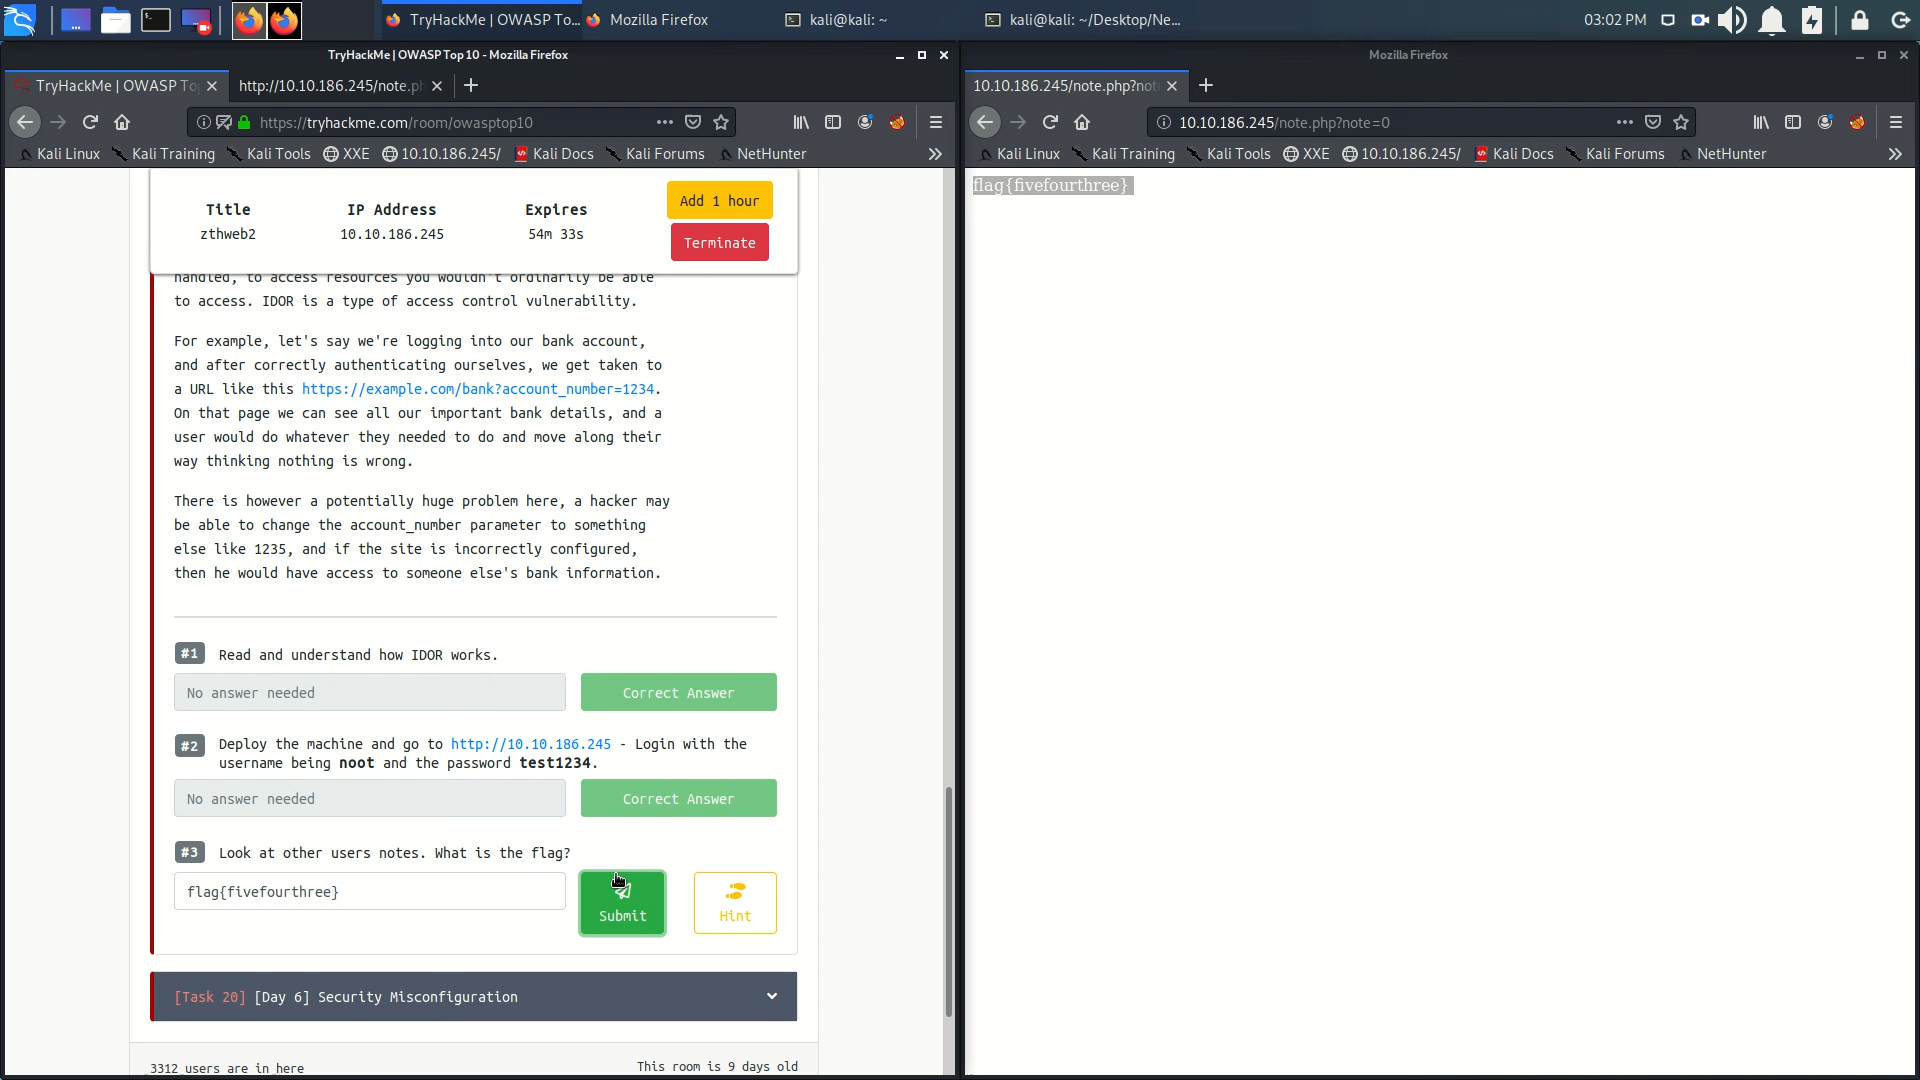 TryHackMe | OWASP To...
Mozilla Firefox
kali@kali: ~
kali@kali: ~/Desktop/Ne...
03:02 PM
TryHackMe | OWASP Top 10 - Mozilla Firefox
TryHackMe | OWASP To
http://10.10.186.245/note.ph
https://tryhackme.com/room/owasptop10
Kali Linux
Kali Training
Kali Tools
XXE
10.10.186.245/
Kali Docs
Kali Forums
NetHunter
Title
IP Address
Expires
Add 1 hour
zthweb2
10.10.186.245
54m 33s
Terminate
handled, to access resources you wouldn't ordinarily be able
to access. IDOR is a type of access control vulnerability.
For example, let's say we're logging into our bank account,
and after correctly authenticating ourselves, we get taken to
a URL like this https://example.com/bank?account_number=1234.
On that page we can see all our important bank details, and a
user would do whatever they needed to do and move along their
way thinking nothing is wrong.
There is however a potentially huge problem here, a hacker may
be able to change the account_number parameter to something
else like 1235, and if the site is incorrectly configured,
then he would have access to someone else's bank information.
#1 Read and understand how IDOR works.
No answer needed
Correct Answer
#2 Deploy the machine and go to http://10.10.186.245 - Login with the
username being noot and the password test1234.
No answer needed
Correct Answer
#3 Look at other users notes. What is the flag?
flag{fivefourthree}
Submit
Hint
[Task 20] [Day 6] Security Misconfiguration
3312 users are in here
This room is 9 days old
Mozilla Firefox
10.10.186.245/note.php?not
10.10.186.245/note.php?note=0
Kali Linux
Kali Training
Kali Tools
XXE
10.10.186.245/
Kali Docs
Kali Forums
NetHunter
flag{fivefourthree}